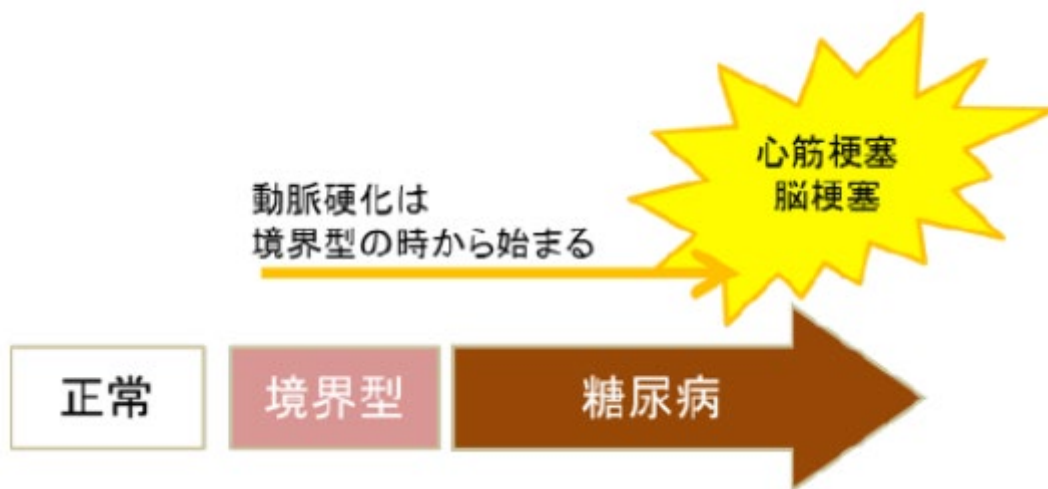 心筋梗塞
脳梗塞
動脈硬化は
境界型の時から始まる
正常
境界型
糖尿病